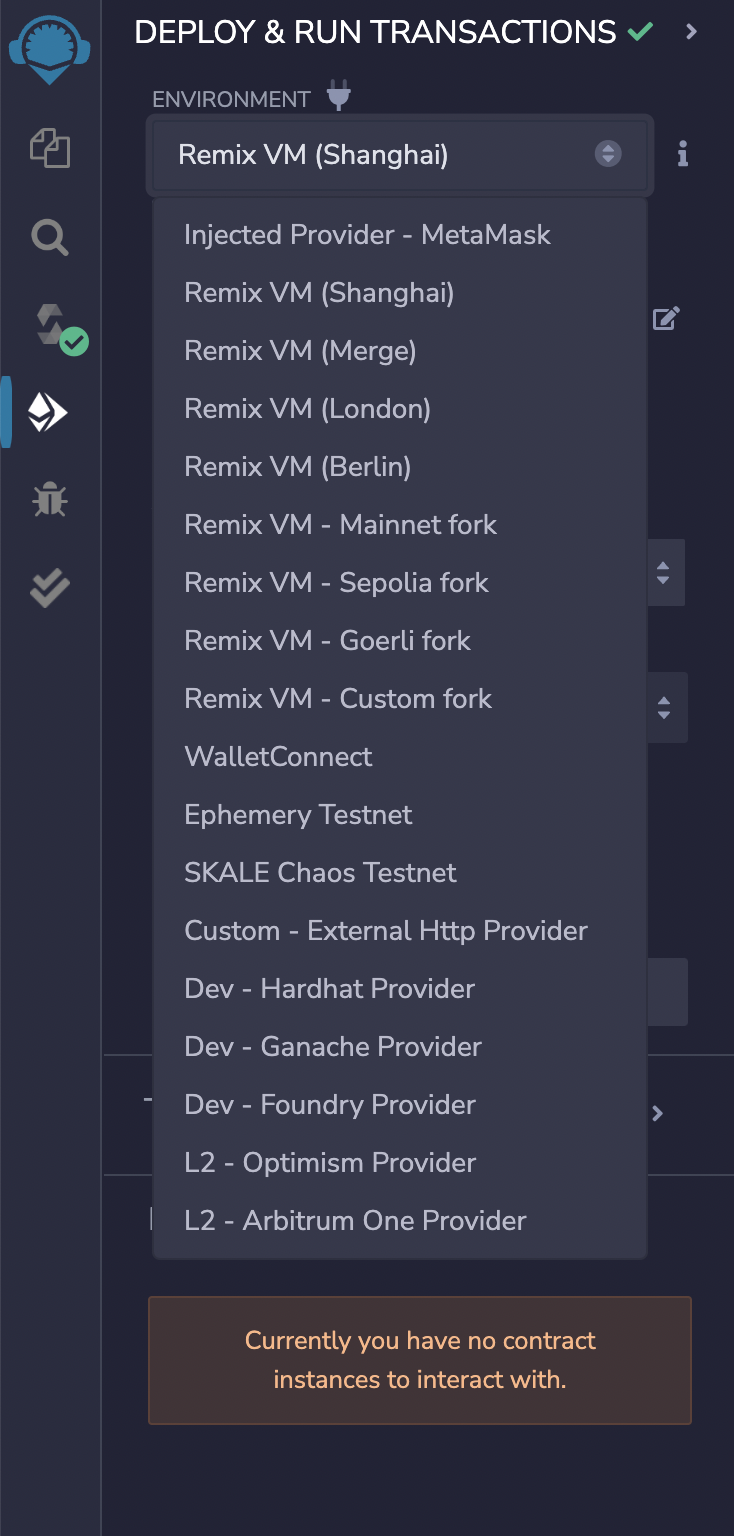 DEPLOY & RUN TRANSACTIONS
ENVIRONMENT
Remix VM (Shanghai)
Injected Provider - MetaMask
Remix VM (Shanghai)
Remix VM (Merge)
Remix VM (London)
Remix VM (Berlin)
Remix VM - Mainnet fork
Remix VM - Sepolia fork
Remix VM - Goerli fork
Remix VM - Custom fork
WalletConnect
Ephemery Testnet
SKALE Chaos Testnet
Custom - External Http Provider
Dev - Hardhat Provider
Dev - Ganache Provider
Dev - Foundry Provider
L2 - Optimism Provider
L2 - Arbitrum One Provider
Currently you have no contract
instances to interact with.